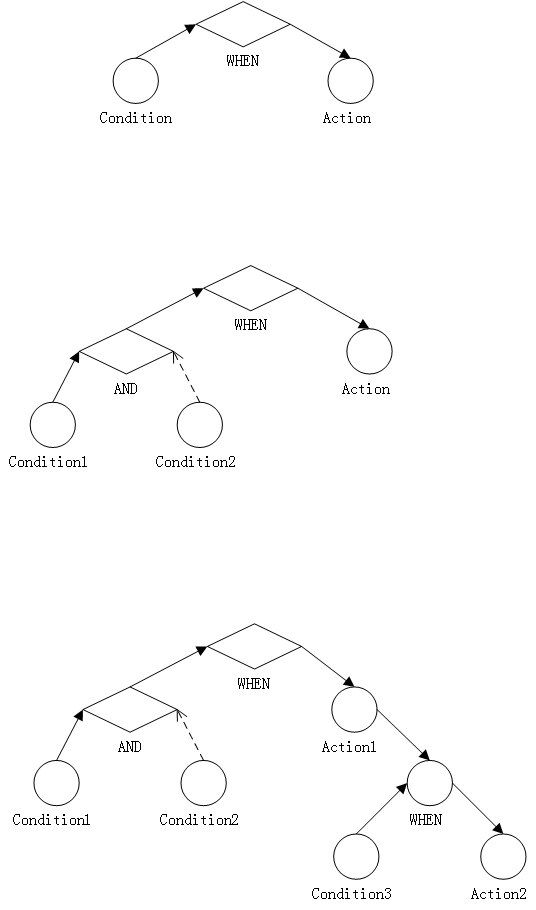 WHEN
Condition
Action
WHEN
AND
Action
Condition1
Condition2
WHEN
AND
Action1
Condition1
Condition2
WHEN
Condition3
Action2